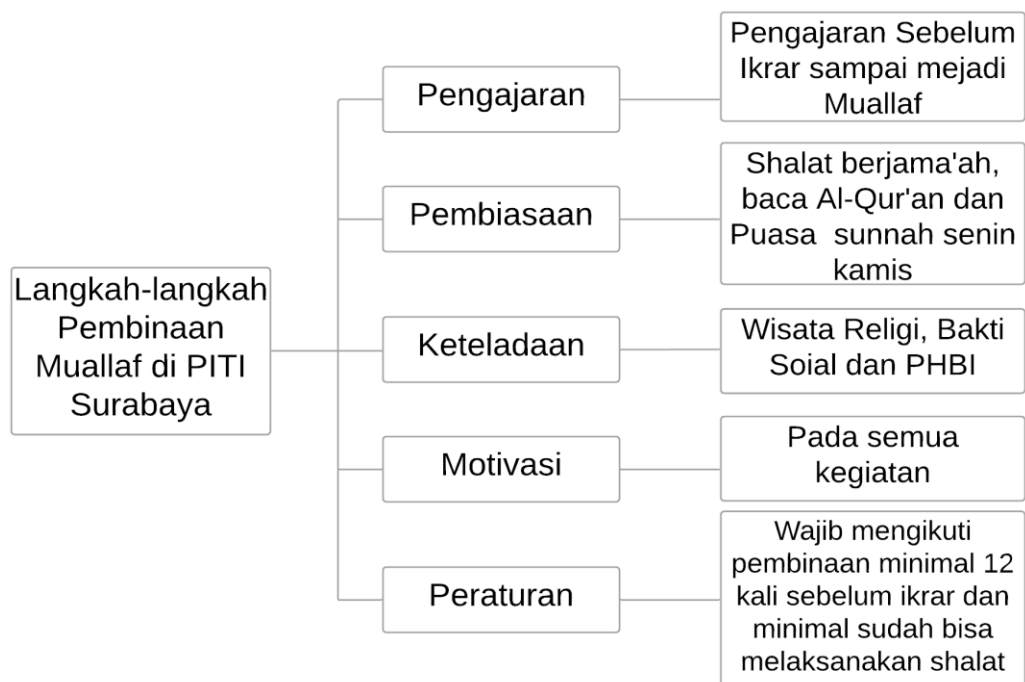 Langkah-langkah
Pembinaan
Muallaf di PITI
Surabaya
Pengajaran
Pengajaran Sebelum
Ikrar sampai mejadi
Muallaf
Pembiasaan
Shalat berjama'ah,
baca Al-Qur'an dan
Puasa sunnah senin
kamis
Keteladaan
Wisata Religi, Bakti
Soial dan PHBI
Motivasi
Pada semua
kegiatan
Peraturan
Wajib mengikuti
pembinaan minimal 12
kali sebelum ikrar dan
minimal sudah bisa
melaksanakan shalat